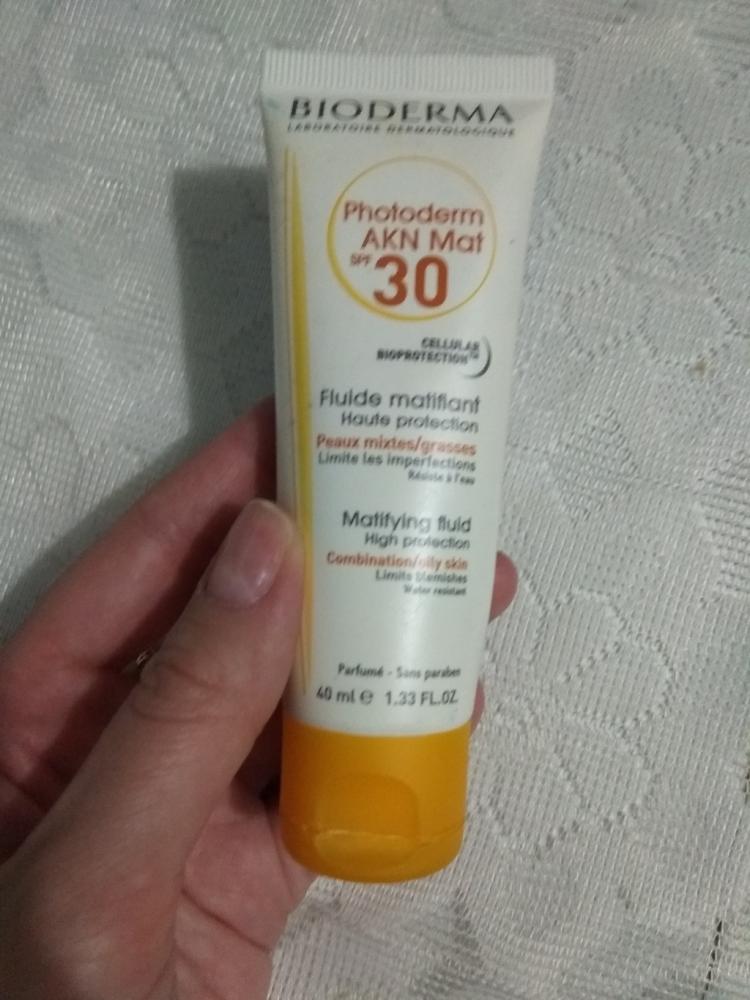 BIODERMA
LABORATOIRE DERMATOLOGIQUE
Photoderm
AKN Mat
SPF 30
CELLULAR
BIOPROTECTION™
Fluide matifiant
Haute protection
Peaux mixtes/grasses
Limite les imperfections
Résiste à l'eau
Matifying fluid
High protection
Combination/oily skin
Limits blemishes
Water resistant
Parfumé - Sans paraben
40 ml e 1.33 FL.OZ.